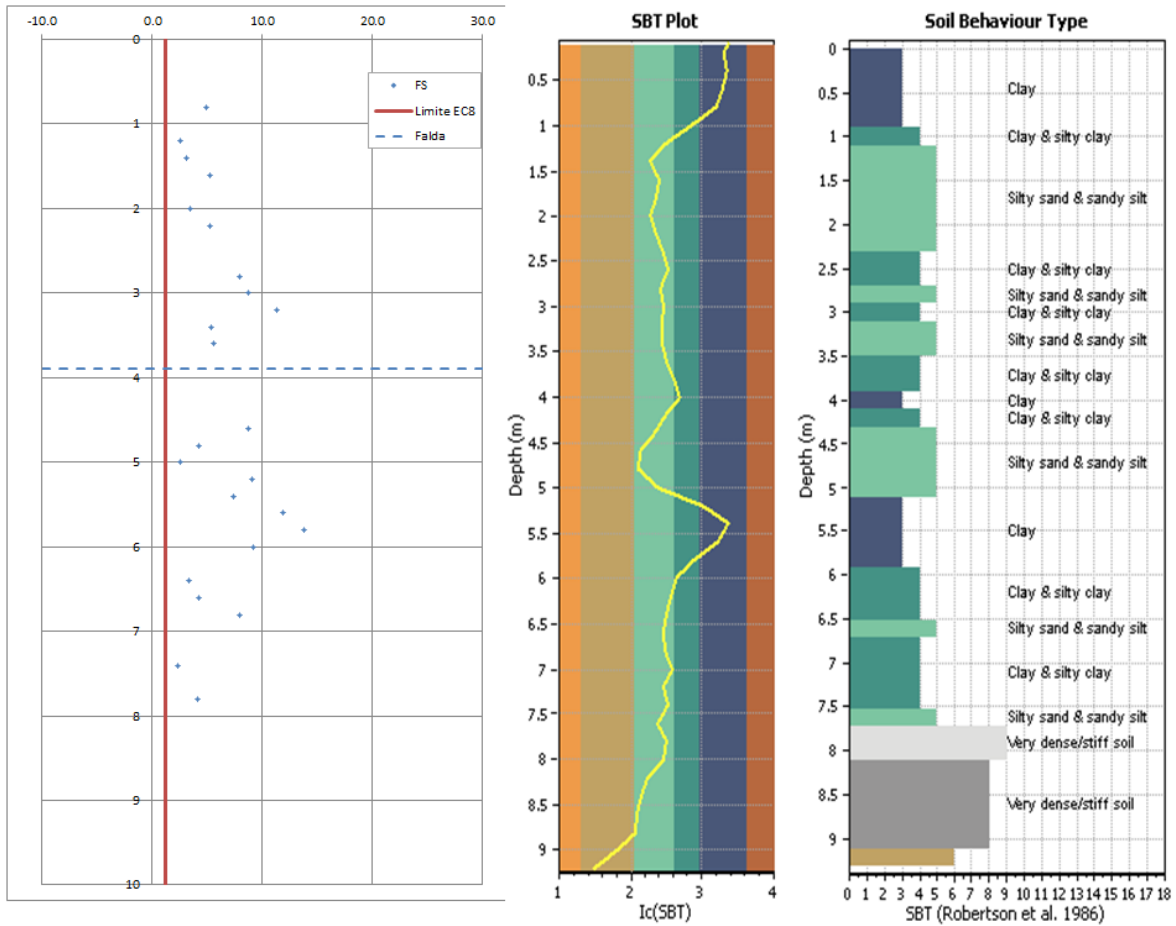 -10.0 0.0 10.0 20.0 30.0
0
1
2
3
4
5
6
7
8
9
10
FS
Limite EC8
Falda
SBT Plot
Depth (m)
0.5
1
1.5
2
2.5
3
3.5
4
4.5
5
5.5
6
6.5
7
7.5
8
8.5
9
1 2 3 4
Ic(SBT)
Soil Behaviour Type
Depth (m)
0
0.5
1
1.5
2
2.5
3
3.5
4
4.5
5
5.5
6
6.5
7
7.5
8
8.5
9
Clay
Clay & silty clay
Silty sand & sandy silt
Clay & silty clay
Silty sand & sandy silt
Clay & silty clay
Silty sand & sandy silt
Clay & silty clay
Clay
Clay & silty clay
Silty sand & sandy silt
Clay
Clay & silty clay
Silty sand & sandy silt
Clay & silty clay
Silty sand & sandy silt
Very dense/stiff soil
Very dense/stiff soil
0 1 2 3 4 5 6 7 8 9 10 11 12 13 14 15 16 17 18
SBT (Robertson et al. 1986)